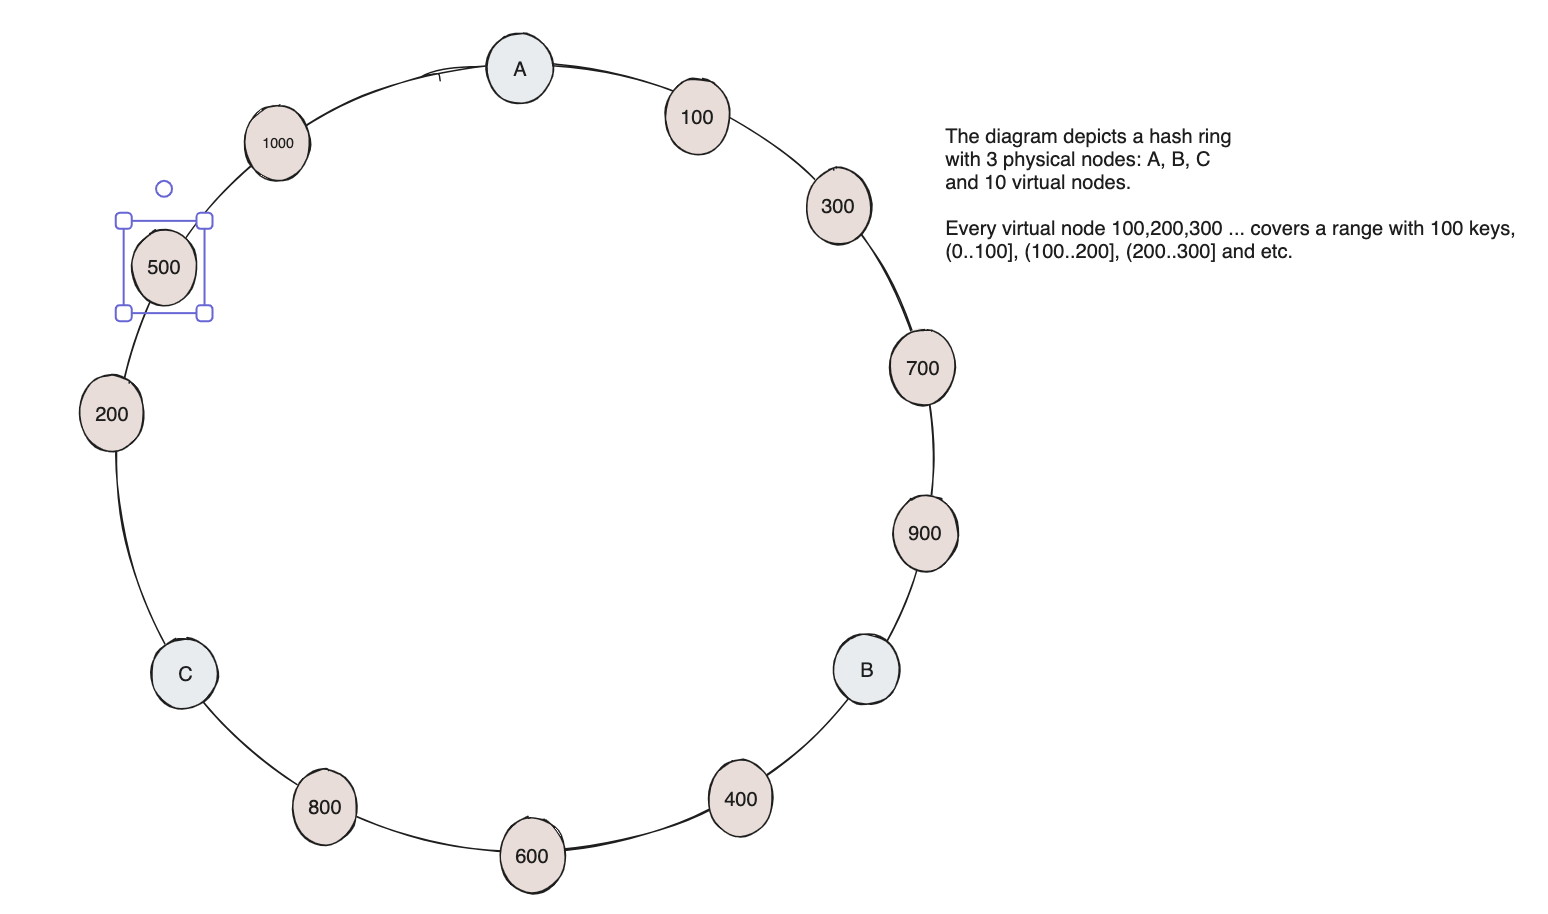 A
100
1000
The diagram depicts a hash ring
with 3 physical nodes: A, B, C
and 10 virtual nodes.
300
Every virtual node 100,200,300 ... covers a range with 100 keys,
(0..100], (100..200], (200..300] and etc.
500
700
200
900
B
C
400
800
600